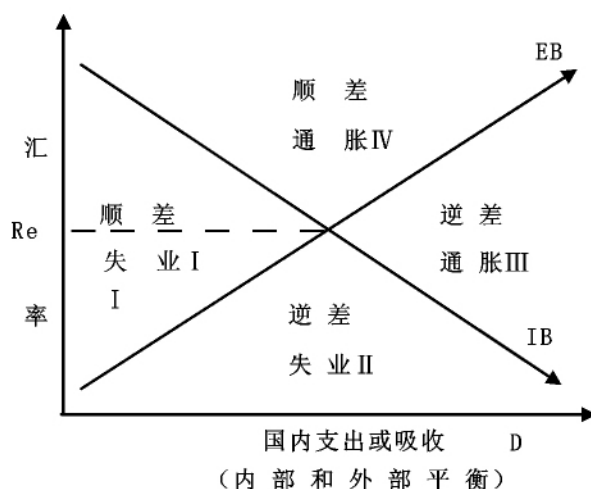 EB
顺 差
通 胀Ⅳ
汇
顺 差
逆差
Re
失 业Ⅰ
通 胀Ⅲ
Ⅰ
率
逆差
IB
失 业Ⅱ
国内支出或吸收 D
（内 部 和 外 部 平 衡）